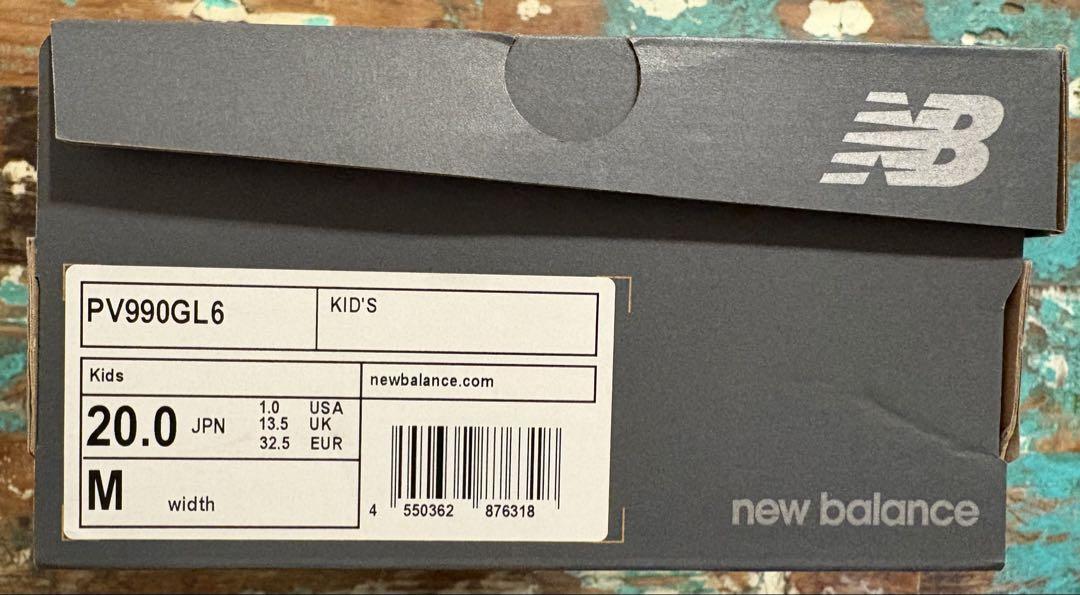 NB
PV990GL6
KID'S
Kids
newbalance.com
20.0 JPN
1.0 USA
13.5 UK
32.5 EUR
M width
4 550362 876318
new balance